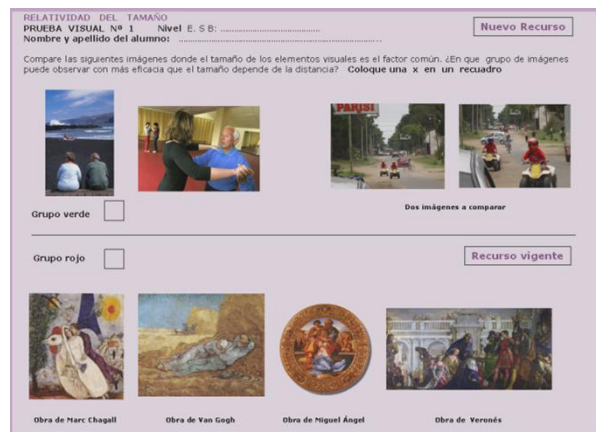 RELATIVIDAD DEL TAMAÑO
PRUEBA VISUAL Nº 1 Nivel E. S B: ........................................
Nombre y apellido del alumno: ................................................................
Nuevo Recurso
Compare las siguientes imágenes donde el tamaño de los elementos visuales es el factor común. ¿En que grupo de imágenes
puede observar con más eficacia que el tamaño depende de la distancia? Coloque una x en un recuadro
PARISI
Grupo verde
Dos imágenes a comparar
Grupo rojo
Recurso vigente
Obra de Marc Chagall Obra de Van Gogh Obra de Miguel Ángel Obra de Veronés